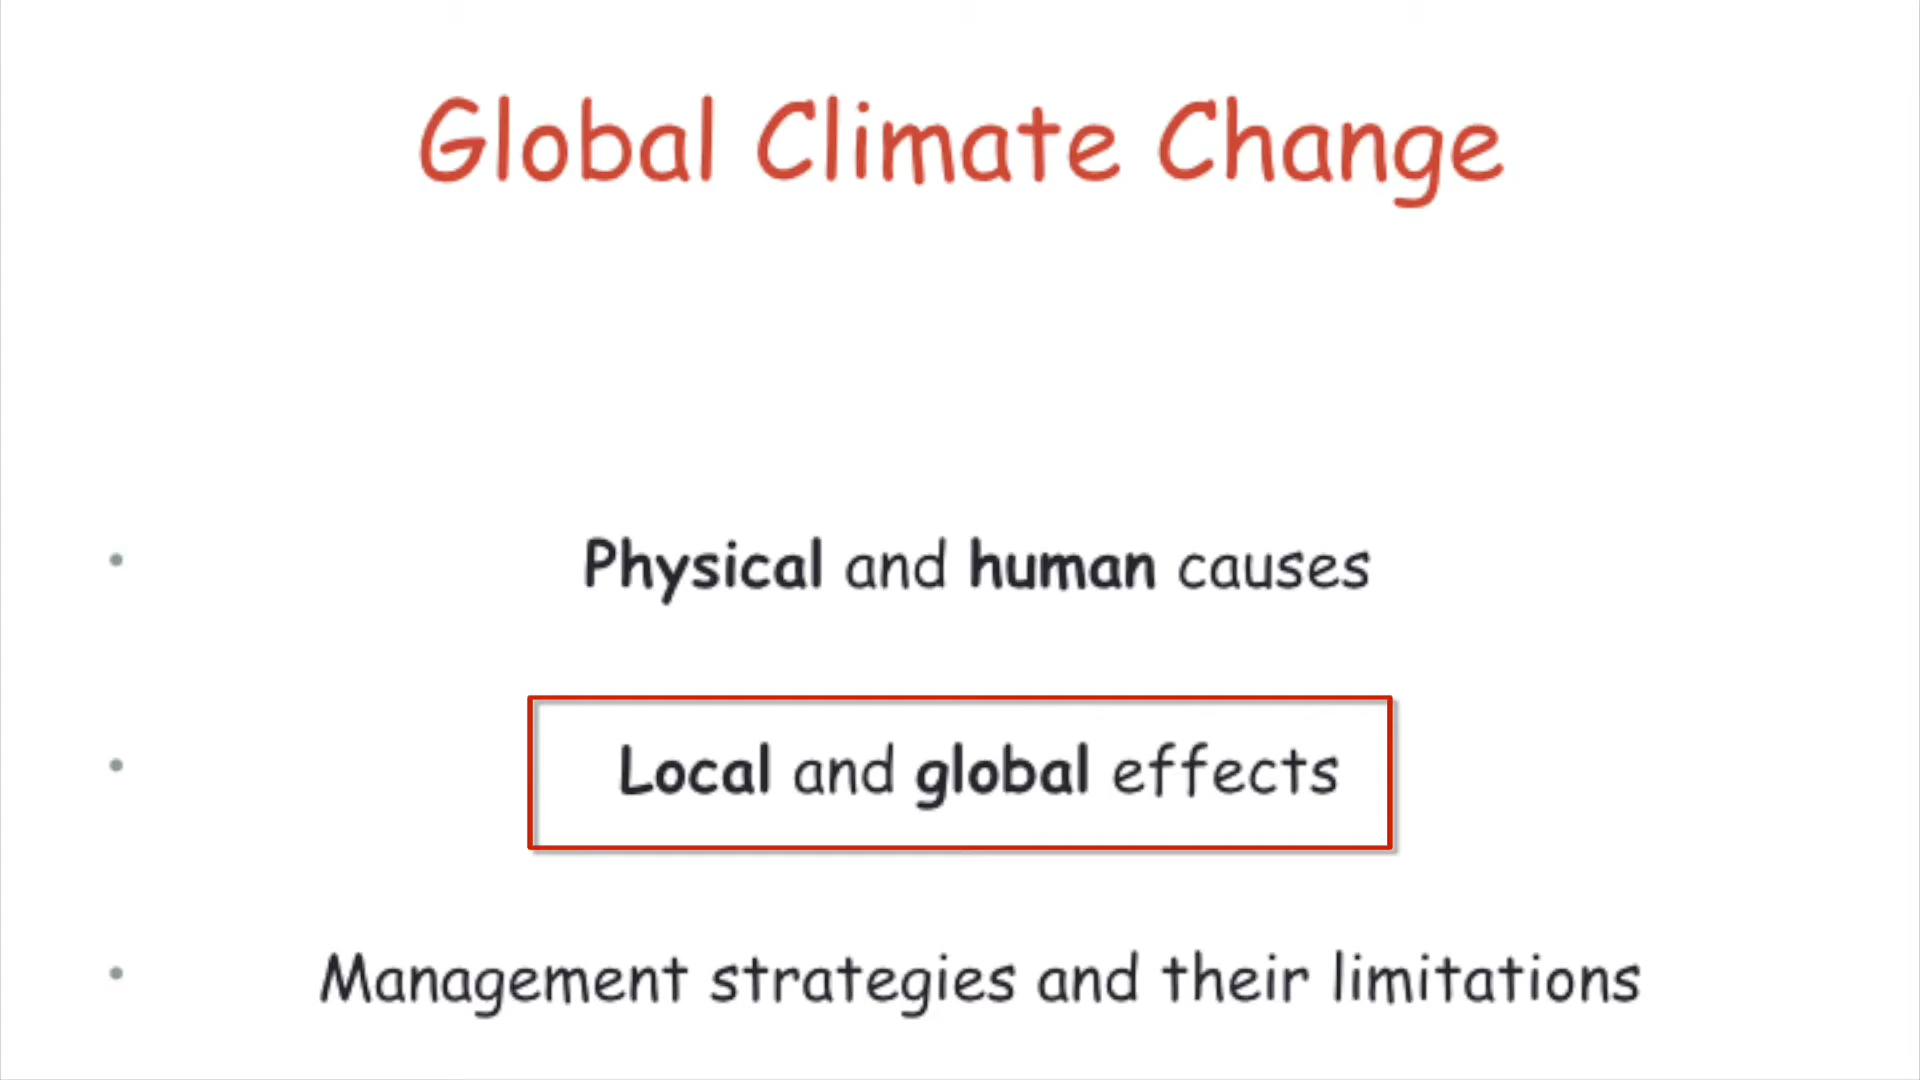 Global Climate Change
• Physical and human causes
• Local and global effects
• Management strategies and their limitations